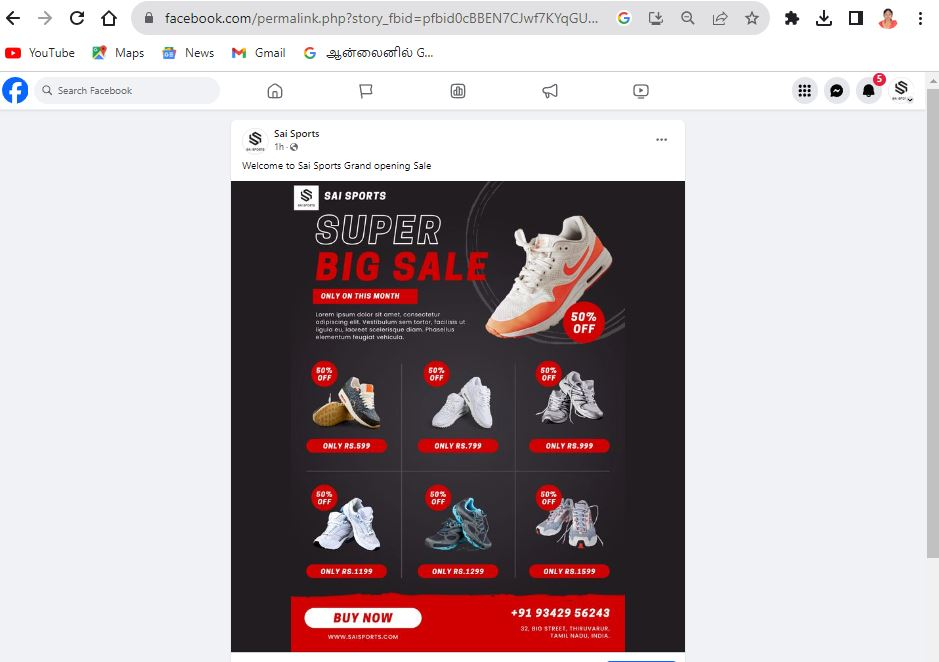 facebook.com/permalink.php?story_fbid=pfbid0cBBEN7CJwf7KYqGU...
YouTube
Maps
News
Gmail
ஆன்லைனில் G...
Search Facebook
5
Sai Sports
1h ·
Welcome to Sai Sports Grand opening Sale
SAI SPORTS
SUPER
BIG SALE
ONLY ON THIS MONTH
Lorem ipsum dolor sit amet, consectetur
adipiscing elit. Vestibulum sem tortor, facilisis ut
ligula eu, laoreet scelerisque diam. Phasellus
elementum feugiat vehicula.
50%
OFF
50%
OFF
50%
OFF
50%
OFF
ONLY RS.599
ONLY RS.799
ONLY RS.999
50%
OFF
50%
OFF
50%
OFF
ONLY RS.1199
ONLY RS.1299
ONLY RS.1599
BUY NOW
WWW.SAISPORTS.COM
+91 93429 56243
32, BIG STREET, THIRUVARUR,
TAMIL NADU, INDIA.